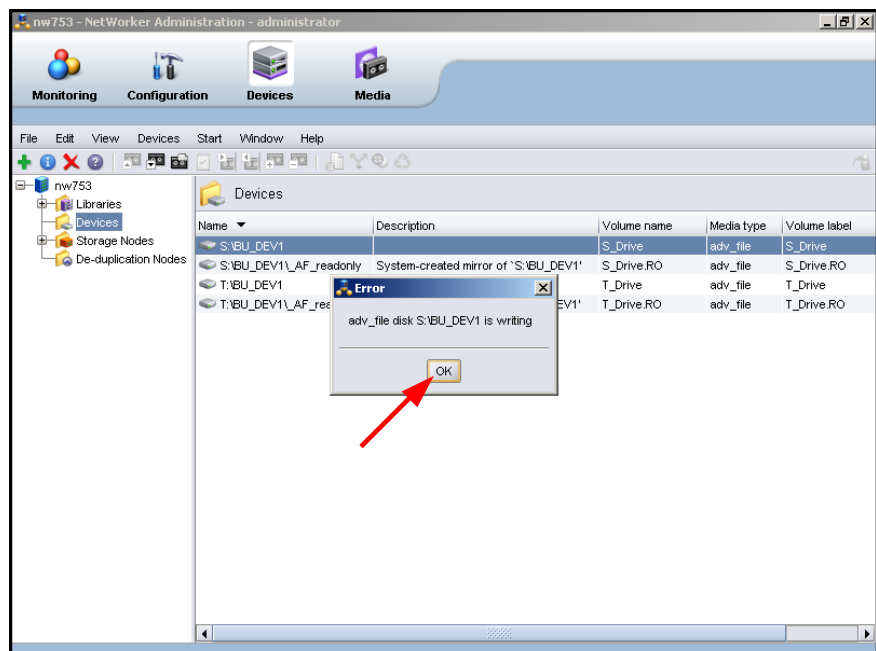 nw753 - NetWorker Administration - administrator
Monitoring Configuration Devices Media
File Edit View Devices Start Window Help
nw753
Libraries
Devices
Storage Nodes
De-duplication Nodes
Devices
Name Description Volume name Media type Volume label
S:\BU_DEV1 S_Drive adv_file S_Drive
S:\BU_DEV1\_AF_readonly System-created mirror of `S:\BU_DEV1' S_Drive.RO adv_file S_Drive.RO
T:\BU_DEV1 T_Drive adv_file T_Drive
T:\BU_DEV1\_AF_rea EV1' T_Drive.RO adv_file T_Drive.RO
Error
adv_file disk S:\BU_DEV1 is writing
OK